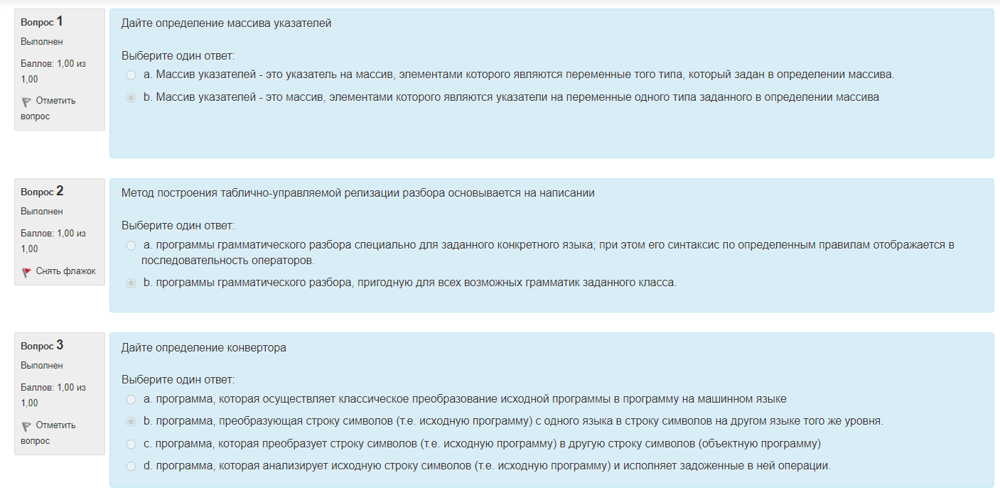 Вопрос 1
Выполнен
Баллов: 1,00 из
1,00
Отметить
вопрос
Дайте определение массива указателей
Выберите один ответ:
a. Массив указателей - это указатель на массив, элементами которого являются переменные того типа, который задан в определении массива.
b. Массив указателей - это массив, элементами которого являются указатели на переменные одного типа заданного в определении массива
Вопрос 2
Выполнен
Баллов: 1,00 из
1,00
Снять флажок
Метод построения таблично-управляемой релизации разбора основывается на написании
Выберите один ответ:
a. программы грамматического разбора специально для заданного конкретного языка; при этом его синтаксис по определенным правилам отображается в
последовательность операторов.
b. программы грамматического разбора, пригодную для всех возможных грамматик заданного класса.
Вопрос 3
Выполнен
Баллов: 1,00 из
1,00
Отметить
вопрос
Дайте определение конвертора
Выберите один ответ:
a. программа, которая осуществляет классическое преобразование исходной программы в программу на машинном языке
b. программа, преобразующая строку символов (т.е. исходную программу) с одного языка в строку символов на другом языке того же уровня.
c. программа, которая преобразует строку символов (т.е. исходную программу) в другую строку символов (объектную программу)
d. программа, которая анализирует исходную строку символов (т.е. исходную программу) и исполняет задоженные в ней операции.